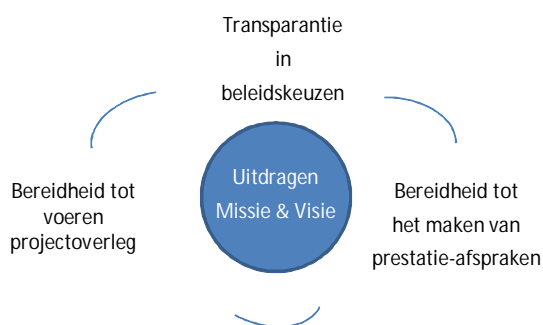 Transparantie
in
beleidskeuzen
Uitdragen
Missie & Visie
Bereidheid tot
voeren
projectoverleg
Bereidheid tot
het maken van
prestatie-afspraken